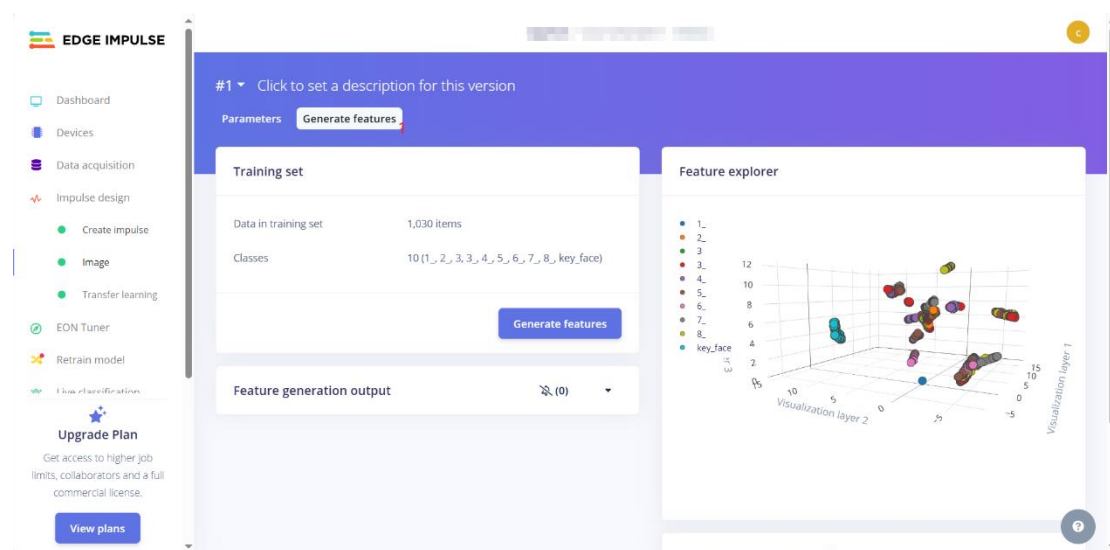 EDGE IMPULSE
C
#1 Click to set a description for this version
Parameters Generate features
Dashboard
Devices
Data acquisition
Impulse design
Create impulse
Image
Transfer learning
EON Tuner
Retrain model
Live classification
Upgrade Plan
Get access to higher job
limits, collaborators and a full
commercial license.
View plans
Training set
Data in training set 1,030 items
Classes 10 (1_, 2_, 3, 3_, 4_, 5_, 6_, 7_, 8_, key_face)
Generate features
Feature generation output (0)
Feature explorer
1_
2_
3
3_
4_
5_
6_
7_
8_
key_face
12
10
8
6
4
2
10
5
0
-5
Visualization layer 2
15
10
5
0
-5
Visualization layer 1
?